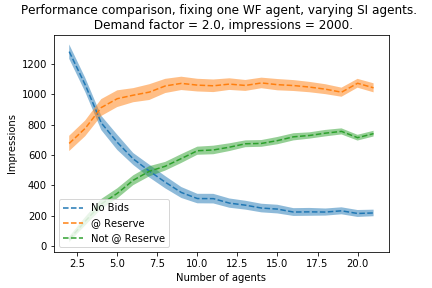 Performance comparison, fixing one WF agent, varying SI agents.
Demand factor = 2.0, impressions = 2000.
1200
1000
800
600
400
200
0
Impressions
No Bids
@ Reserve
Not @ Reserve
2.5 5.0 7.5 10.0 12.5 15.0 17.5 20.0
Number of agents